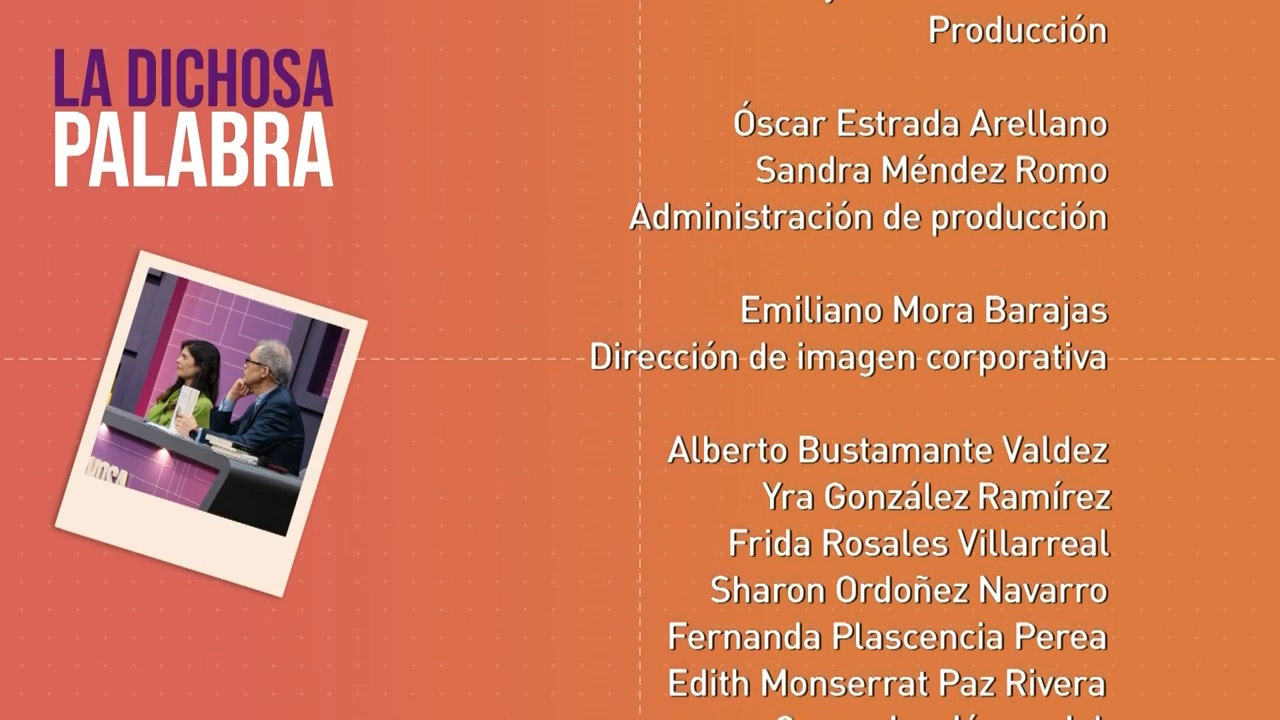 LA DICHOSA
PALABRA
Producción
Óscar Estrada Arellano
Sandra Méndez Romo
Administración de producción
Emiliano Mora Barajas
Dirección de imagen corporativa
Alberto Bustamante Valdez
Yra González Ramírez
Frida Rosales Villarreal
Sharon Ordoñez Navarro
Fernanda Plascencia Perea
Edith Monserrat Paz Rivera